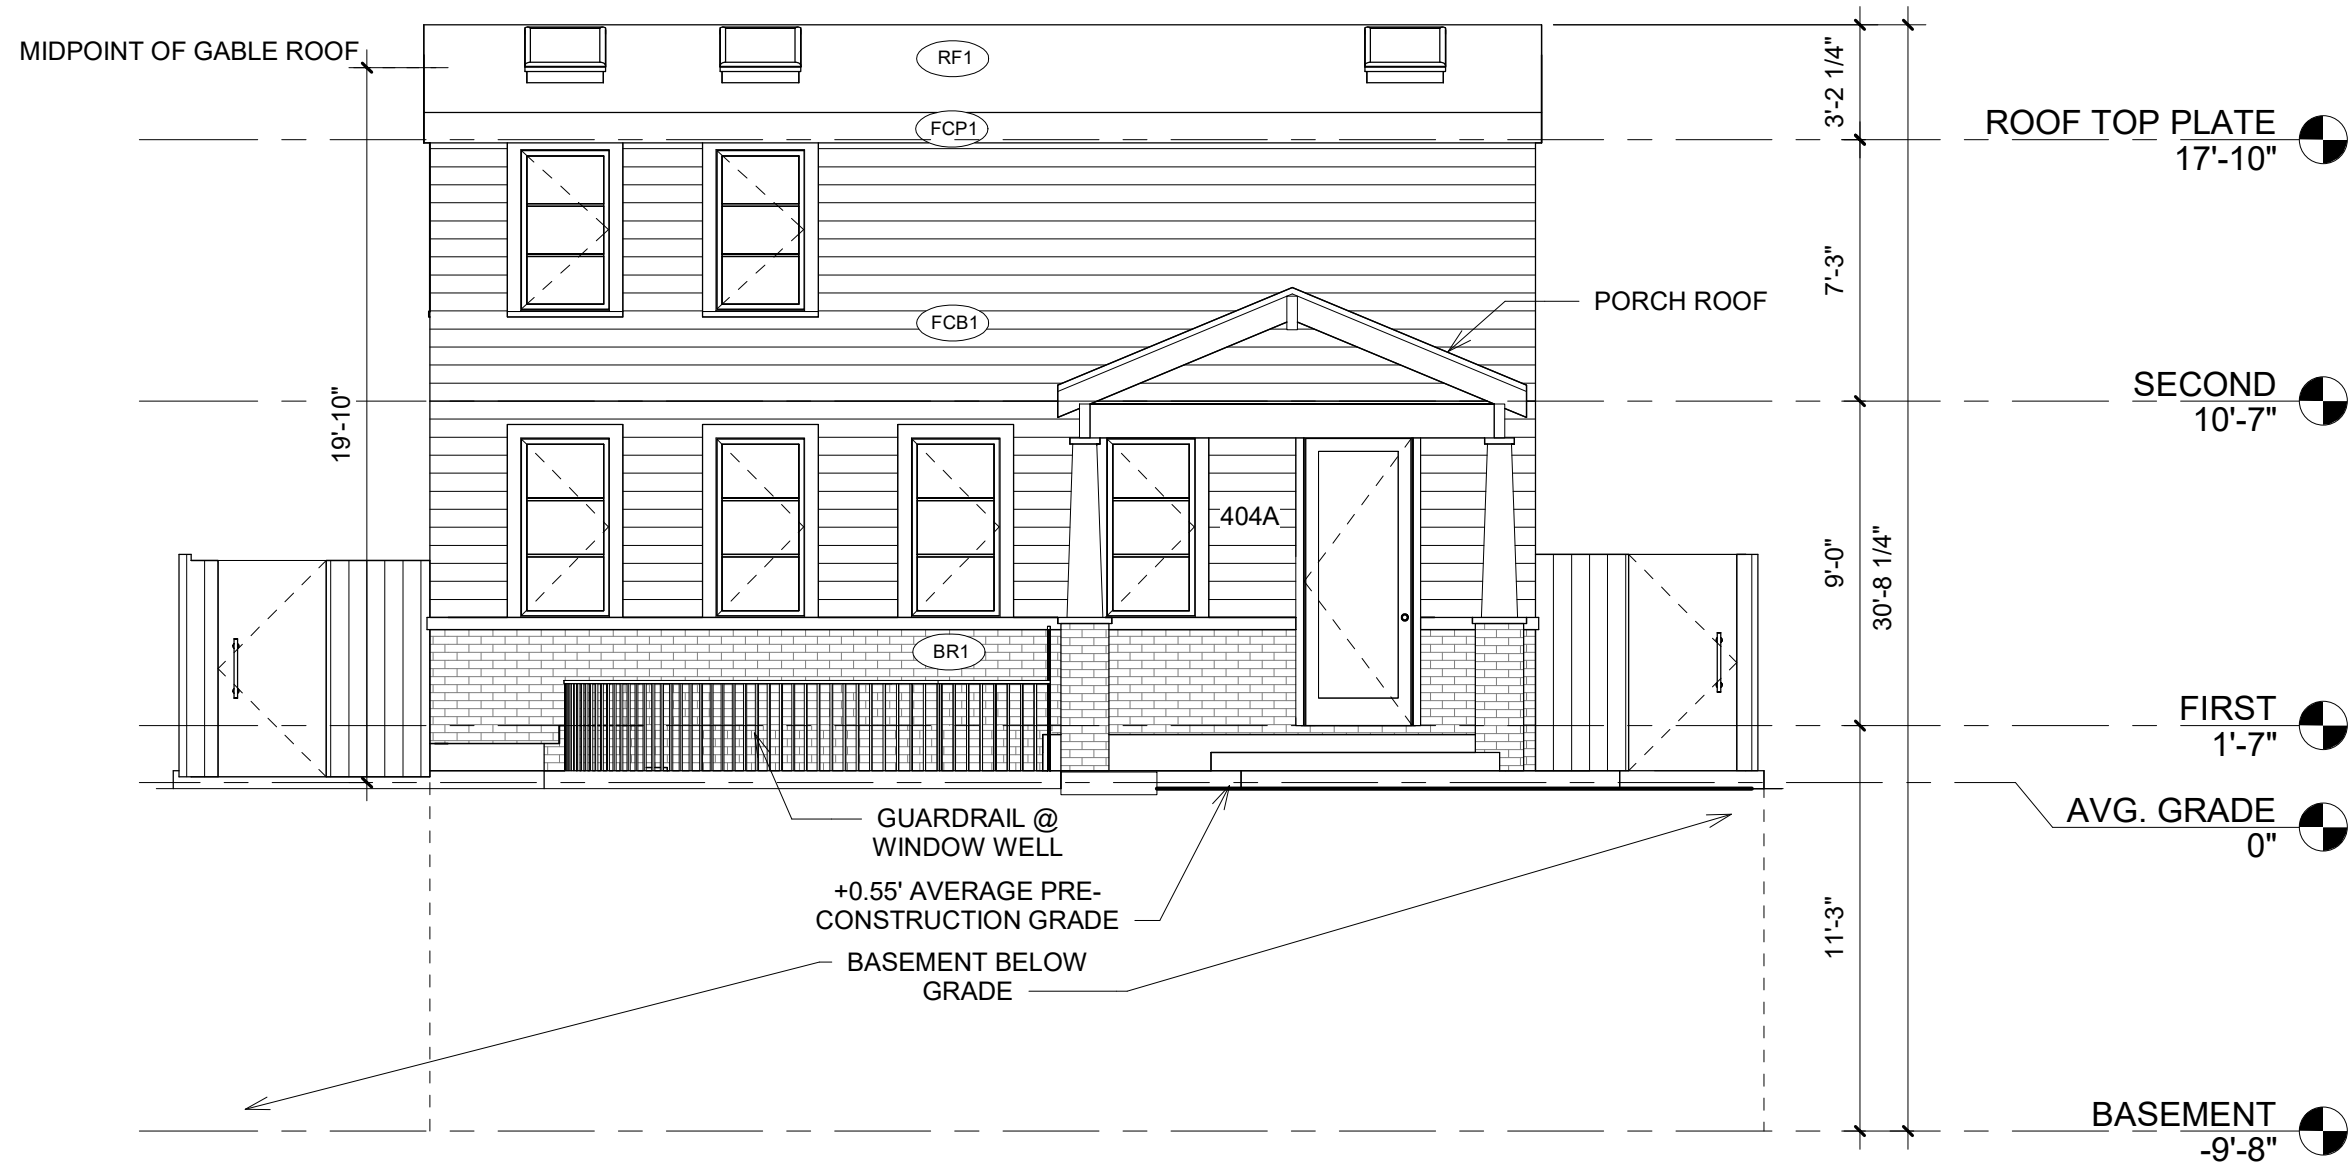 MIDPOINT OF GABLE ROOF
RF1
3'-2 1/4"
ROOF TOP PLATE
17'-10"
FCP1
7'-3"
PORCH ROOF
FCB1
SECOND
10'-7"
19'-10"
404A
9'-0"
30'-8 1/4"
BR1
FIRST
1'-7"
GUARDRAIL @
WINDOW WELL
AVG. GRADE
0"
+0.55' AVERAGE PRE-
CONSTRUCTION GRADE
11'-3"
BASEMENT BELOW
GRADE
BASEMENT
-9'-8"